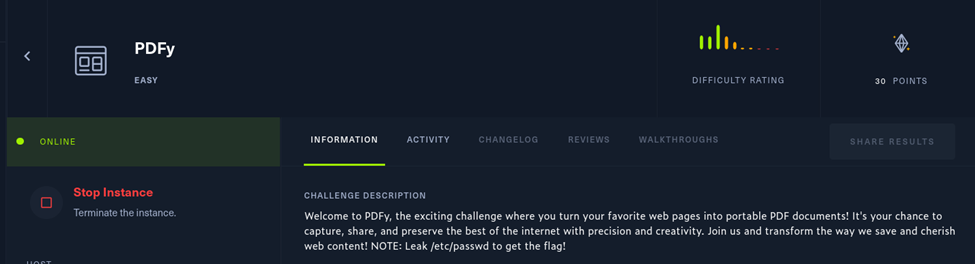 PDFy
EASY
DIFFICULTY RATING
30 POINTS
ONLINE
INFORMATION ACTIVITY CHANGELOG REVIEWS WALKTHROUGHS SHARE RESULTS
Stop Instance
Terminate the instance.
CHALLENGE DESCRIPTION
Welcome to PDFy, the exciting challenge where you turn your favorite web pages into portable PDF documents! It's your chance to
capture, share, and preserve the best of the internet with precision and creativity. Join us and transform the way we save and cherish
web content! NOTE: Leak /etc/passwd to get the flag!
HOST